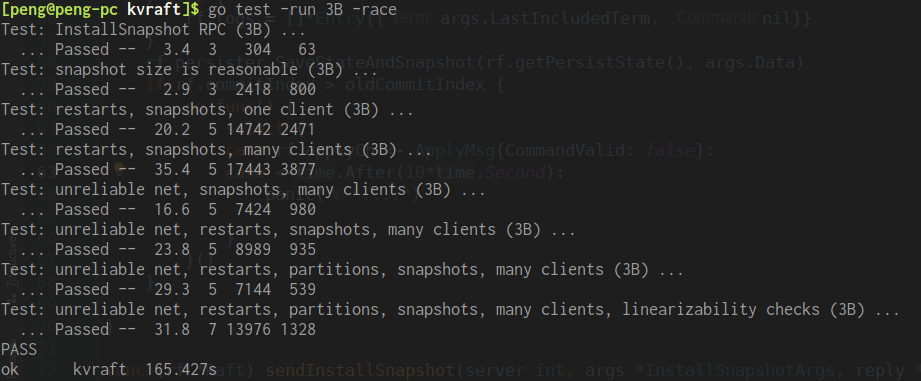 [peng@peng-pc kvraft]$ go test -run 3B -race
Test: InstallSnapshot RPC (3B) ...
  ... Passed --   3.4  3   304   63
Test: snapshot size is reasonable (3B) ...
  ... Passed --   2.9  3  2418  800
Test: restarts, snapshots, one client (3B) ...
  ... Passed --  20.2  5 14742 2471
Test: restarts, snapshots, many clients (3B) ...
  ... Passed --  35.4  5 17443 3877
Test: unreliable net, snapshots, many clients (3B) ...
  ... Passed --  16.6  5  7424  980
Test: unreliable net, restarts, snapshots, many clients (3B) ...
  ... Passed --  23.8  5  8989  935
Test: unreliable net, restarts, partitions, snapshots, many clients (3B) ...
  ... Passed --  29.3  5  7144  539
Test: unreliable net, restarts, partitions, snapshots, many clients, linearizability checks (3B) ...
  ... Passed --  31.8  7 13976 1328
PASS
ok      kvraft  165.427s